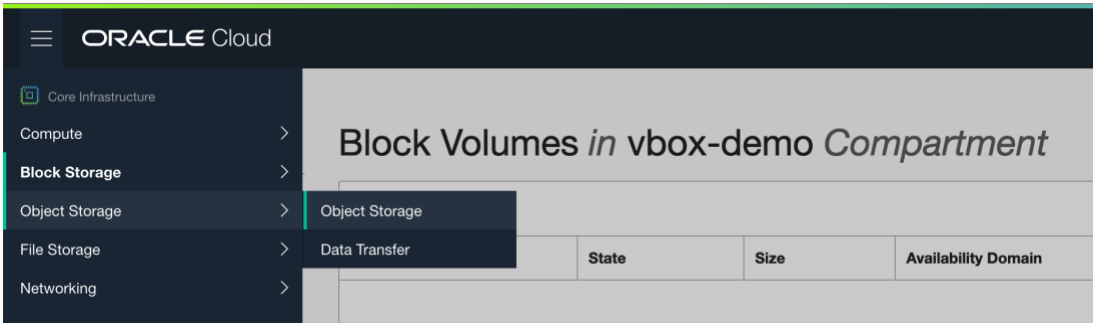 ORACLE Cloud
Core Infrastructure
Compute
Block Storage
Object Storage
File Storage
Networking
Object Storage
Data Transfer
Block Volumes in vbox-demo Compartment
State Size Availability Domain